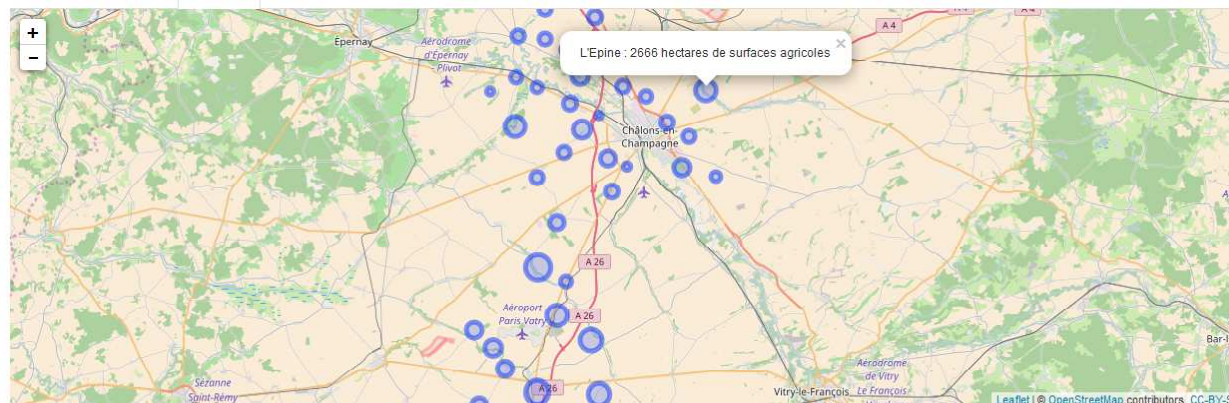 +
−
Épernay
Aérodrome
d'Épernay
- Plivot
L'Epine : 2666 hectares de surfaces agricoles
×
A 4
Châlons-en-
Champagne
A 26
Aéroport
Paris Vatry
A 26
A 26
Sézanne
Saint-Rémy
Vitry-le-François
Aérodrome
de Vitry
Le François
Bar-l
Leaflet | © OpenStreetMap contributors, CC-BY-